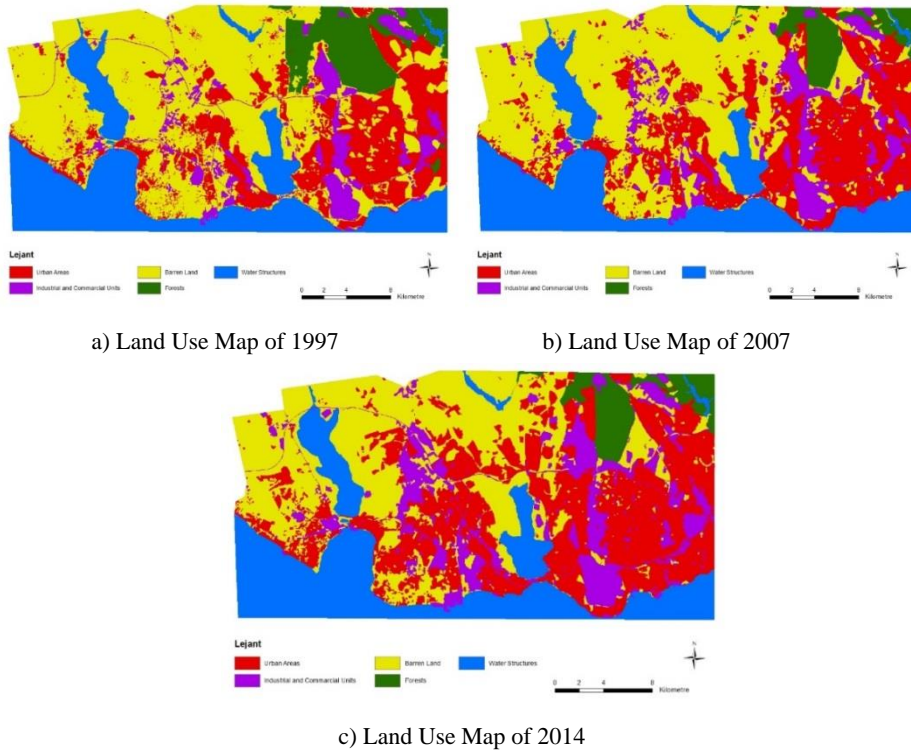 Lejant
Urban Areas
Barren Land
Water Structures
Industrial and Commercial Units
Forests
0 2 4 8
Kilometre
N
a) Land Use Map of 1997
Lejant
Urban Areas
Barren Land
Water Structures
Industrial and Commercial Units
Forests
0 2 4 8
Kilometre
N
b) Land Use Map of 2007
Lejant
Urban Areas
Barren Land
Water Structures
Industrial and Commercial Units
Forests
0 2 4 8
Kilometre
N
c) Land Use Map of 2014